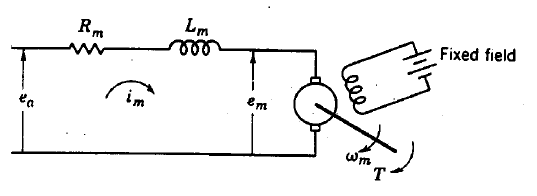 R_m
L_m
Fixed field
e_a
i_m
e_m
ω_m
T